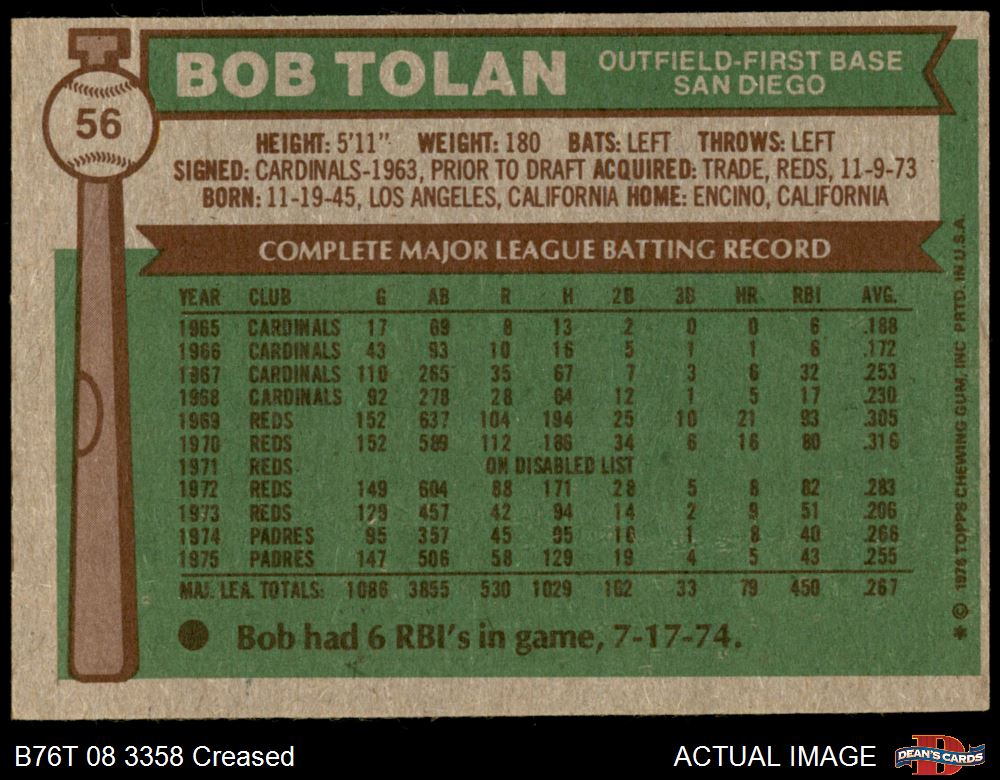 56
BOB TOLAN
OUTFIELD-FIRST BASE
SAN DIEGO
HEIGHT: 5'11" WEIGHT: 180 BATS: LEFT THROWS: LEFT
SIGNED: CARDINALS-1963, PRIOR TO DRAFT ACQUIRED: TRADE, REDS, 11-9-73
BORN: 11-19-45, LOS ANGELES, CALIFORNIA HOME: ENCINO, CALIFORNIA
COMPLETE MAJOR LEAGUE BATTING RECORD
YEAR CLUB G AB R H 2B 3B HR RBI AVG.
1965 CARDINALS 17 69 8 13 2 0 0 6 .188
1966 CARDINALS 43 93 10 16 5 1 1 6 .172
1967 CARDINALS 110 265 35 67 7 3 6 32 .253
1968 CARDINALS 92 278 28 64 12 1 5 17 .230
1969 REDS 152 637 104 194 25 10 21 93 .305
1970 REDS 152 589 112 186 34 6 16 80 .316
1971 REDS ON DISABLED LIST
1972 REDS 149 604 88 171 28 5 8 82 .283
1973 REDS 129 457 42 94 14 2 9 51 .206
1974 PADRES 95 357 45 95 16 1 8 40 .266
1975 PADRES 147 506 58 129 19 4 5 43 .255
MAJ. LEA. TOTALS: 1086 3855 530 1029 162 33 79 450 .267
Bob had 6 RBI's in game, 7-17-74.
* © 1976 TOPPS CHEWING GUM, INC PRTD. IN U.S.A.
B76T 08 3358 Creased
ACTUAL IMAGE
D
DEAN'S CARDS